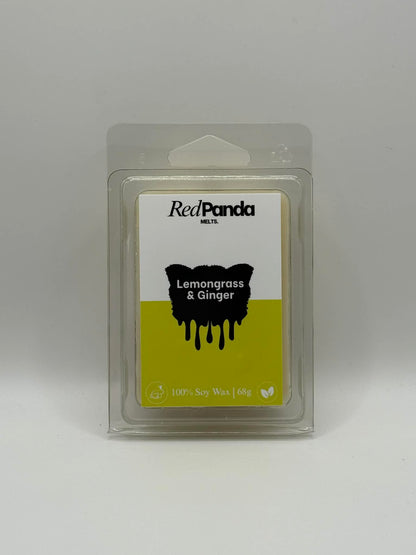 RedPanda
MELTS.
Lemongrass
& Ginger
100% Soy Wax | 68g